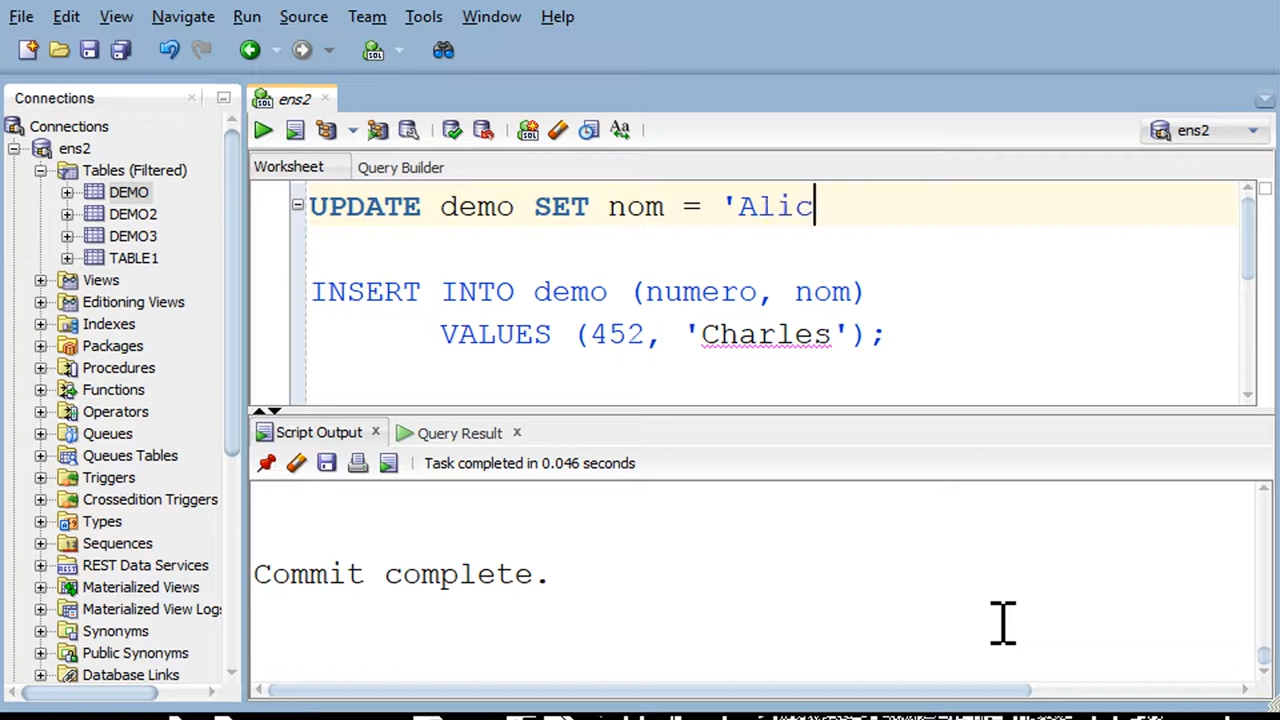 File Edit View Navigate Run Source Team Tools Window Help
Connections
ens2
ens2
Connections
ens2
Tables (Filtered)
DEMO
DEMO2
DEMO3
TABLE1
Views
Editioning Views
Indexes
Packages
Procedures
Functions
Operators
Queues
Queues Tables
Triggers
Crossedition Triggers
Types
Sequences
REST Data Services
Materialized Views
Materialized View Logs
Synonyms
Public Synonyms
Database Links
Worksheet Query Builder
UPDATE demo SET nom = 'Alic
INSERT INTO demo (numero, nom)
VALUES (452, 'Charles');
Script Output Query Result
Task completed in 0.046 seconds
Commit complete.